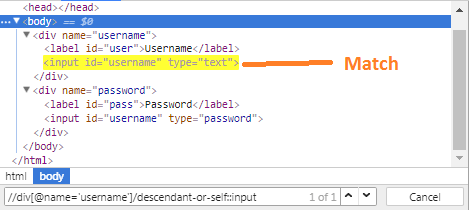 <head></head>
<body> == $0
<div name="username">
<label id="user">Username</label>
<input id="username" type="text">
Match
</div>
<div name="password">
<label id="pass">Password</label>
<input id="username" type="password">
</div>
</body>
</html>
html body
//div[@name='username']/descendant-or-self::input 1 of 1 Cancel